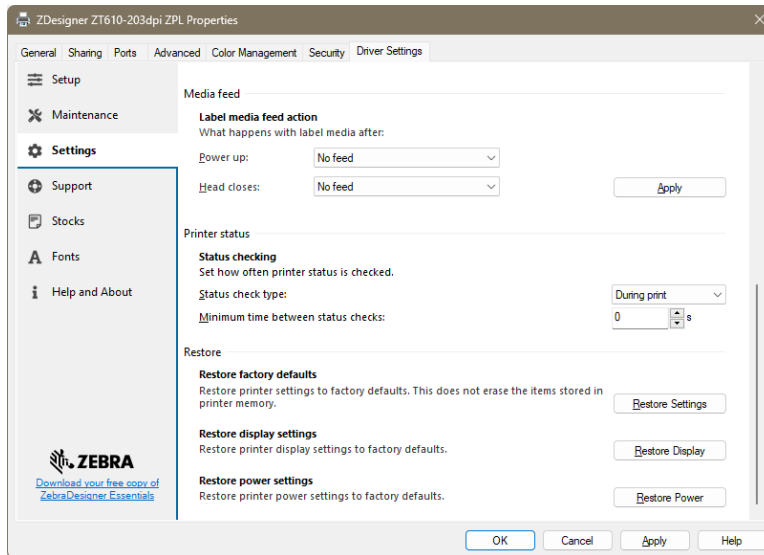 ZDesigner ZT610-203dpi ZPL Properties
General Sharing Ports Advanced Color Management Security Driver Settings
Setup
Maintenance
Settings
Support
Stocks
Fonts
Help and About
ZEBRA
Download your free copy of
ZebraDesigner Essentials
Media feed
Label media feed action
What happens with label media after:
Power up: No feed
Head closes: No feed Apply
Printer status
Status checking
Set how often printer status is checked.
Status check type: During print
Minimum time between status checks: 0 s
Restore
Restore factory defaults
Restore printer settings to factory defaults. This does not erase the items stored in
printer memory. Restore Settings
Restore display settings
Restore printer display settings to factory defaults. Restore Display
Restore power settings
Restore printer power settings to factory defaults. Restore Power
OK Cancel Apply Help